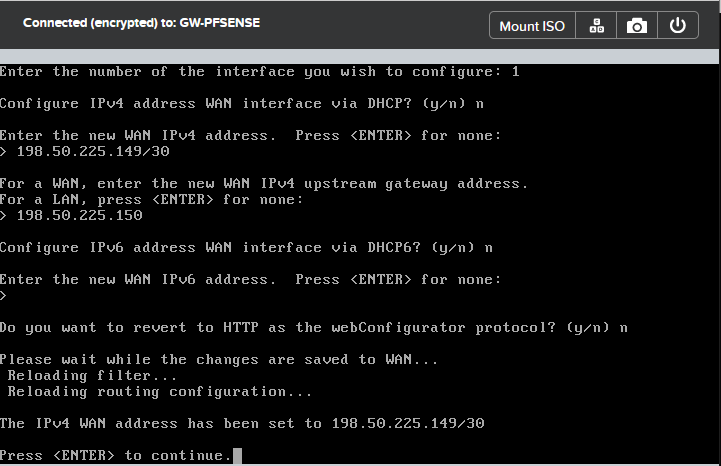 Connected (encrypted) to: GW-PFSENSE
Mount ISO
Enter the number of the interface you wish to configure: 1
Configure IPv4 address WAN interface via DHCP? (y/n) n
Enter the new WAN IPv4 address.  Press <ENTER> for none:
> 198.50.225.149/30
For a WAN, enter the new WAN IPv4 upstream gateway address.
For a LAN, press <ENTER> for none:
> 198.50.225.150
Configure IPv6 address WAN interface via DHCP6? (y/n) n
Enter the new WAN IPv6 address.  Press <ENTER> for none:
>
Do you want to revert to HTTP as the webConfigurator protocol? (y/n) n
Please wait while the changes are saved to WAN...
Reloading filter...
Reloading routing configuration...
The IPv4 WAN address has been set to 198.50.225.149/30
Press <ENTER> to continue.